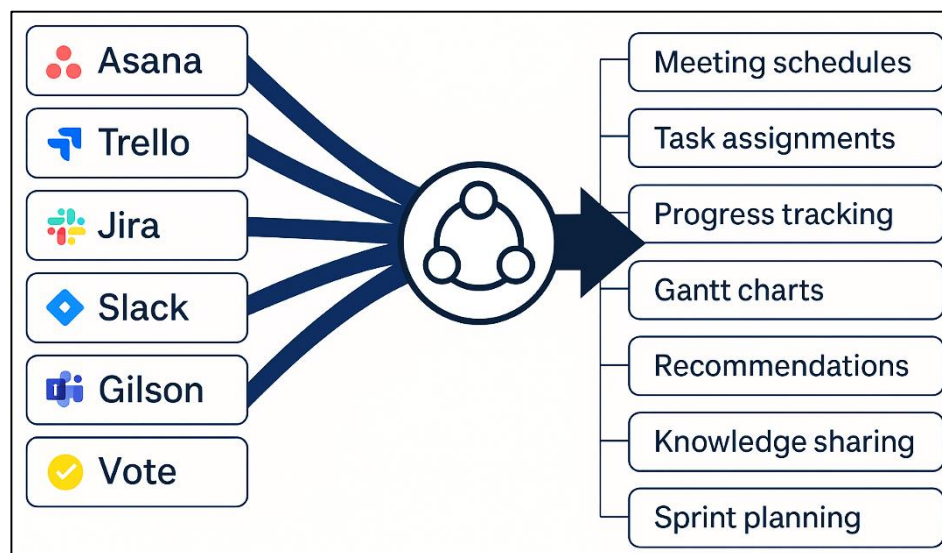 Asana
Trello
Jira
Slack
Gilson
Vote
Meeting schedules
Task assignments
Progress tracking
Gantt charts
Recommendations
Knowledge sharing
Sprint planning